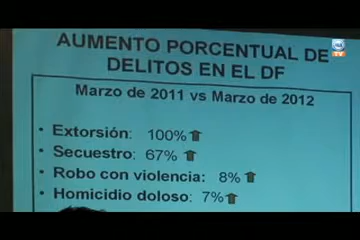 AUMENTO PORCENTUAL DE
DELITOS EN EL DF
Marzo de 2011 vs Marzo de 2012
• Extorsión: 100%
• Secuestro: 67%
• Robo con violencia: 8%
• Homicidio doloso: 7%
TV